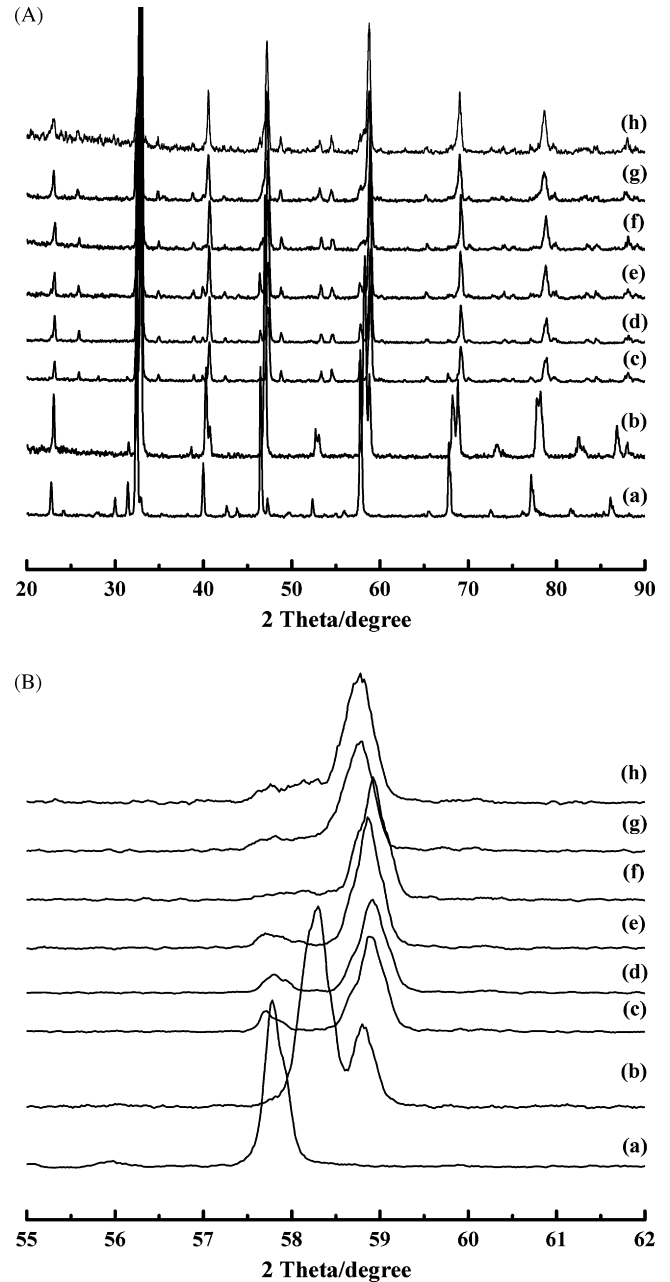 (A)
(h)
(g)
(f)
(e)
(d)
(c)
(b)
(a)
20 30 40 50 60 70 80 90
2 Theta/degree
(B)
(h)
(g)
(f)
(e)
(d)
(c)
(b)
(a)
55 56 57 58 59 60 61 62
2 Theta/degree